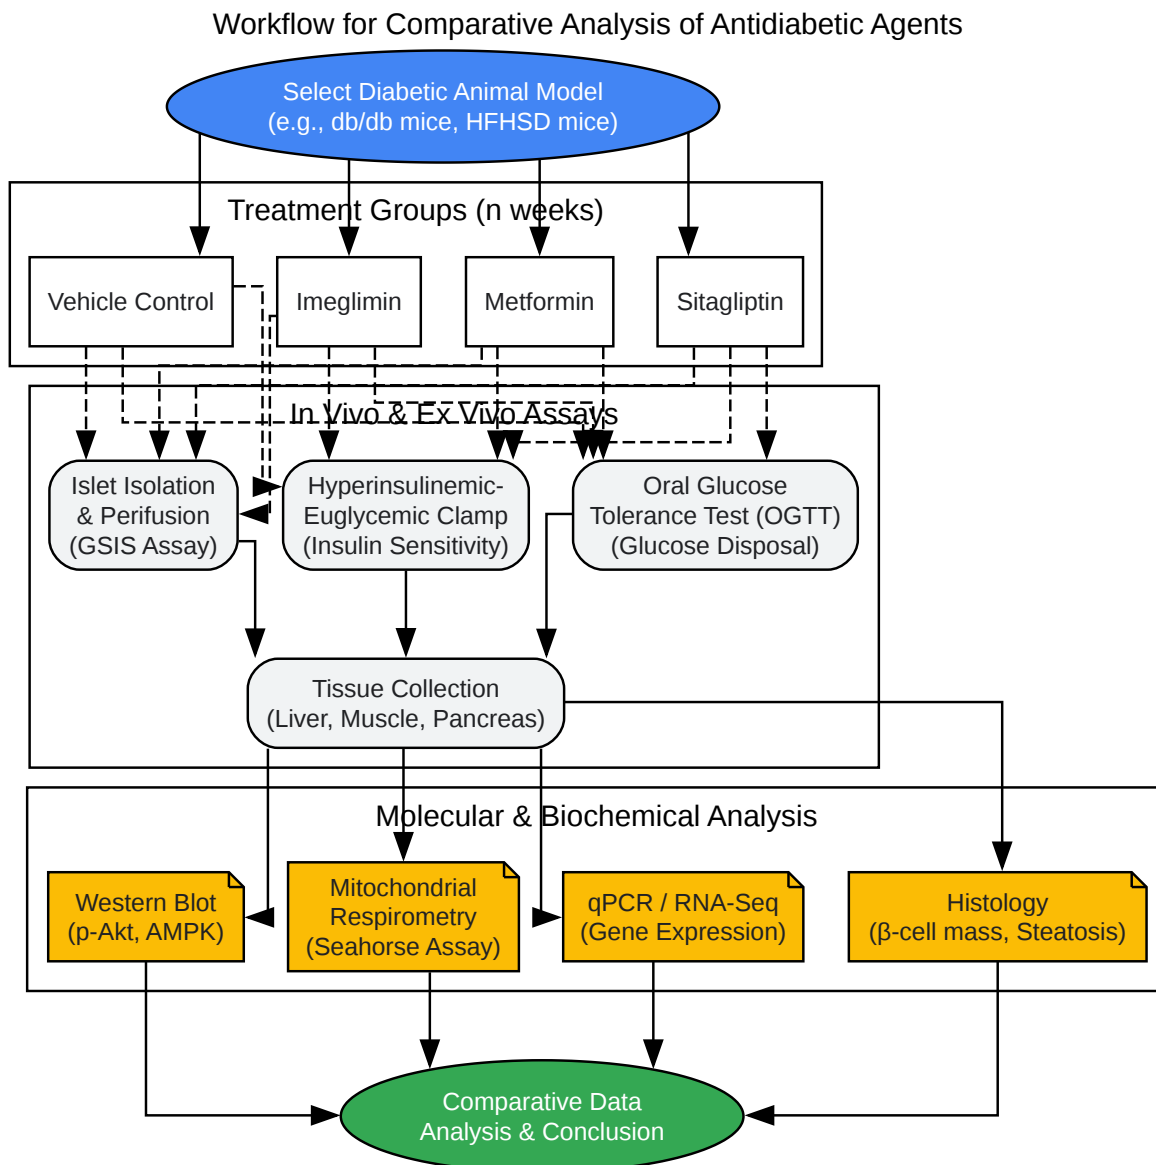 Workflow for Comparative Analysis of Antidiabetic Agents
Select Diabetic Animal Model
(e.g., db/db mice, HFHSD mice)
Treatment Groups (n weeks)
Vehicle Control
Imeglimin
Metformin
Sitagliptin
In Vivo & Ex Vivo Assays
Islet Isolation
& Perifusion
(GSIS Assay)
Hyperinsulinemic-
Euglycemic Clamp
(Insulin Sensitivity)
Oral Glucose
Tolerance Test (OGTT)
(Glucose Disposal)
Tissue Collection
(Liver, Muscle, Pancreas)
Molecular & Biochemical Analysis
Western Blot
(p-Akt, AMPK)
Mitochondrial
Respirometry
(Seahorse Assay)
qPCR / RNA-Seq
(Gene Expression)
Histology
(β-cell mass, Steatosis)
Comparative Data
Analysis & Conclusion